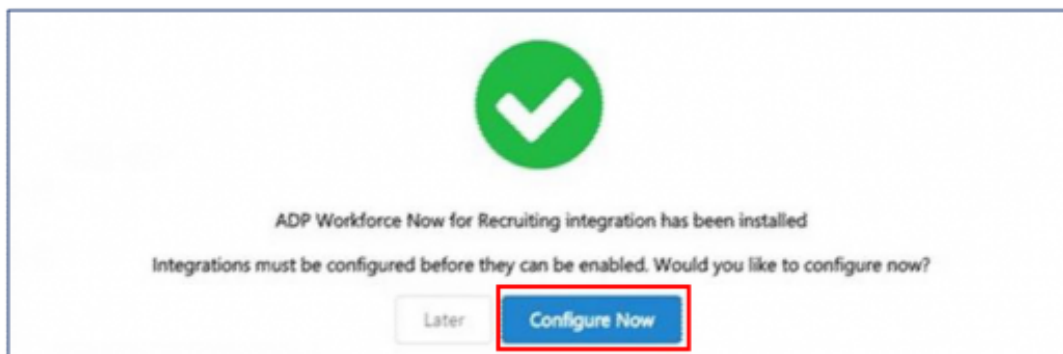 ADP Workforce Now for Recruiting integration has been installed
Integrations must be configured before they can be enabled. Would you like to configure now?
Later Configure Now